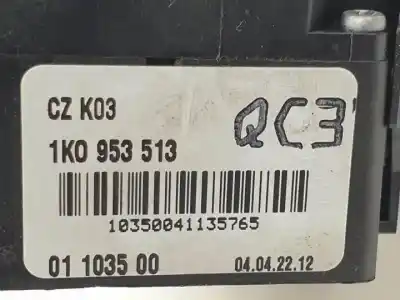 CZ K03
QC3
1K0 953 513
10350041135765
01 1035 00
04.04.22.12